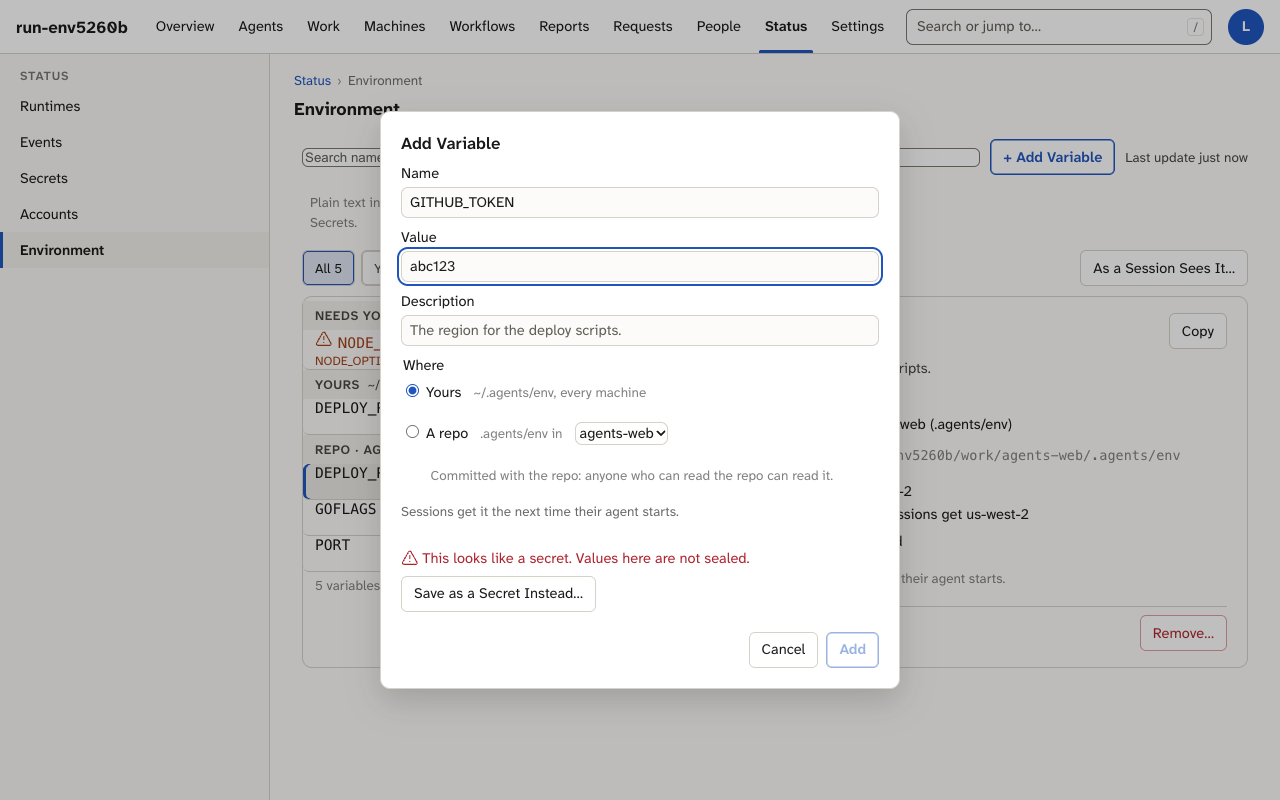 run-env5260b Overview Agents Work Machines Workflows Reports Requests People Status Settings Search or jump to... / L
STATUS
Runtimes
Events
Secrets
Accounts
Environment
Status › Environment
Environment
Search name
+ Add Variable
Last update just now
Plain text in
Secrets.
All 5
As a Session Sees It...
NEEDS YO
NODE_
NODE_OPTI
YOURS ~/
DEPLOY_R
REPO · AG
DEPLOY_R
GOFLAGS
PORT
5 variables
Copy
ripts.
web (.agents/env)
nv5260b/work/agents-web/.agents/env
-2
ssions get us-west-2
d
their agent starts.
Remove...
Add Variable
Name
GITHUB_TOKEN
Value
abc123
Description
The region for the deploy scripts.
Where
Yours ~/.agents/env, every machine
A repo .agents/env in agents-web
Committed with the repo: anyone who can read the repo can read it.
Sessions get it the next time their agent starts.
This looks like a secret. Values here are not sealed.
Save as a Secret Instead...
Cancel Add